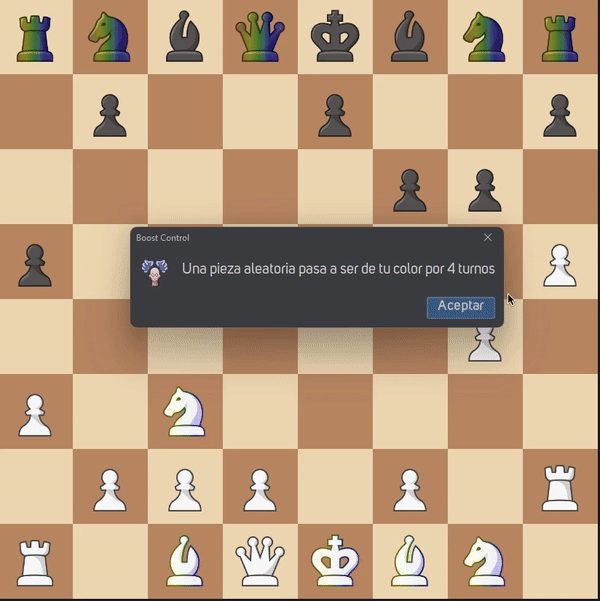 Boost Control
Una pieza aleatoria pasa a ser de tu color por 4 turnos
Aceptar